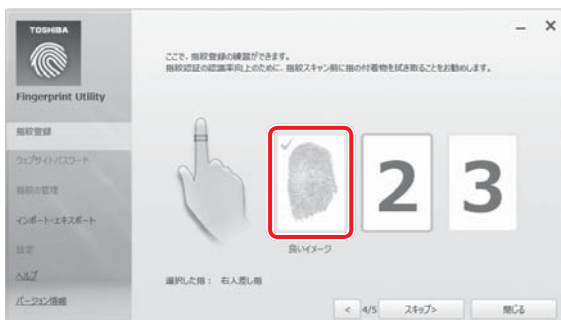 TOSHIBA
Fingerprint Utility
指紋登録
ウェブサイト/パスワード
指紋の管理
インポート・エクスポート
設定
ヘルプ
バージョン情報
ここで、指紋登録の練習ができます。
指紋認証の認識率向上のために、指紋スキャン前に指の付着物を拭き取ることをお勧めします。
2
3
良いイメージ
選択した指： 右人差し指
< 4/5 スキップ> 閉じる